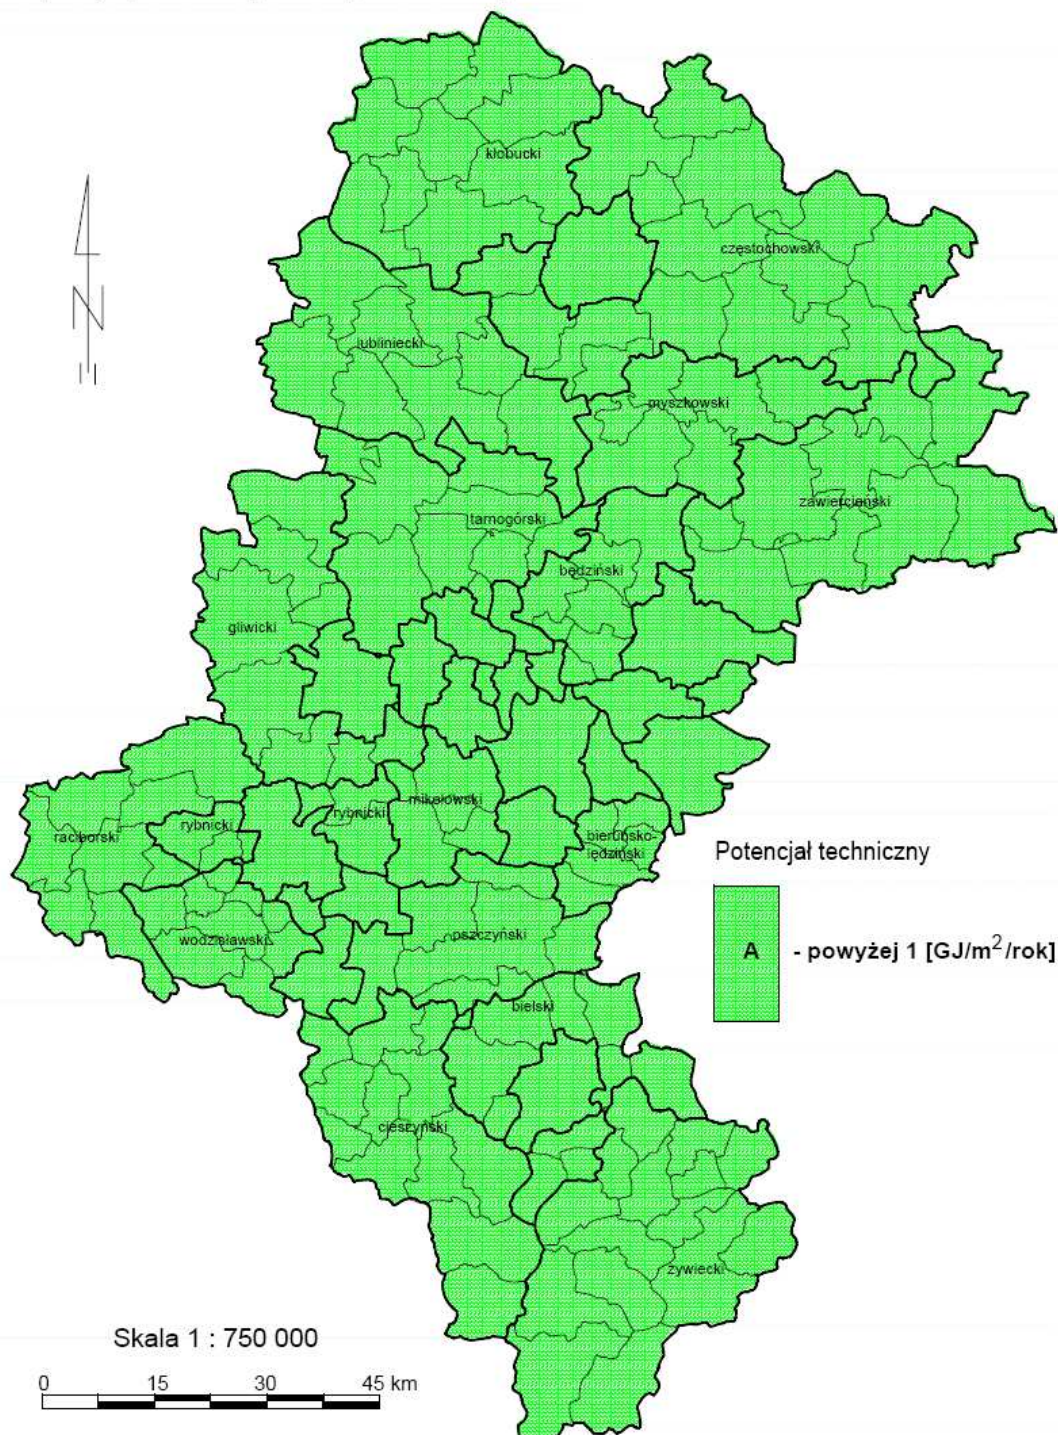 kłobucki
częstochowski
lubliniecki
myszkowski
zawierciański
tarnogórski
będziński
gliwicki
mikołowski
rybnicki
rybnicki
raciborski
bieruńsko-
lędziński
Potencjał techniczny
wodzisławski
pszczyński
A - powyżej 1 [GJ/m²/rok]
bielski
cieszyński
żywiecki
Skala 1 : 750 000
0 15 30 45 km